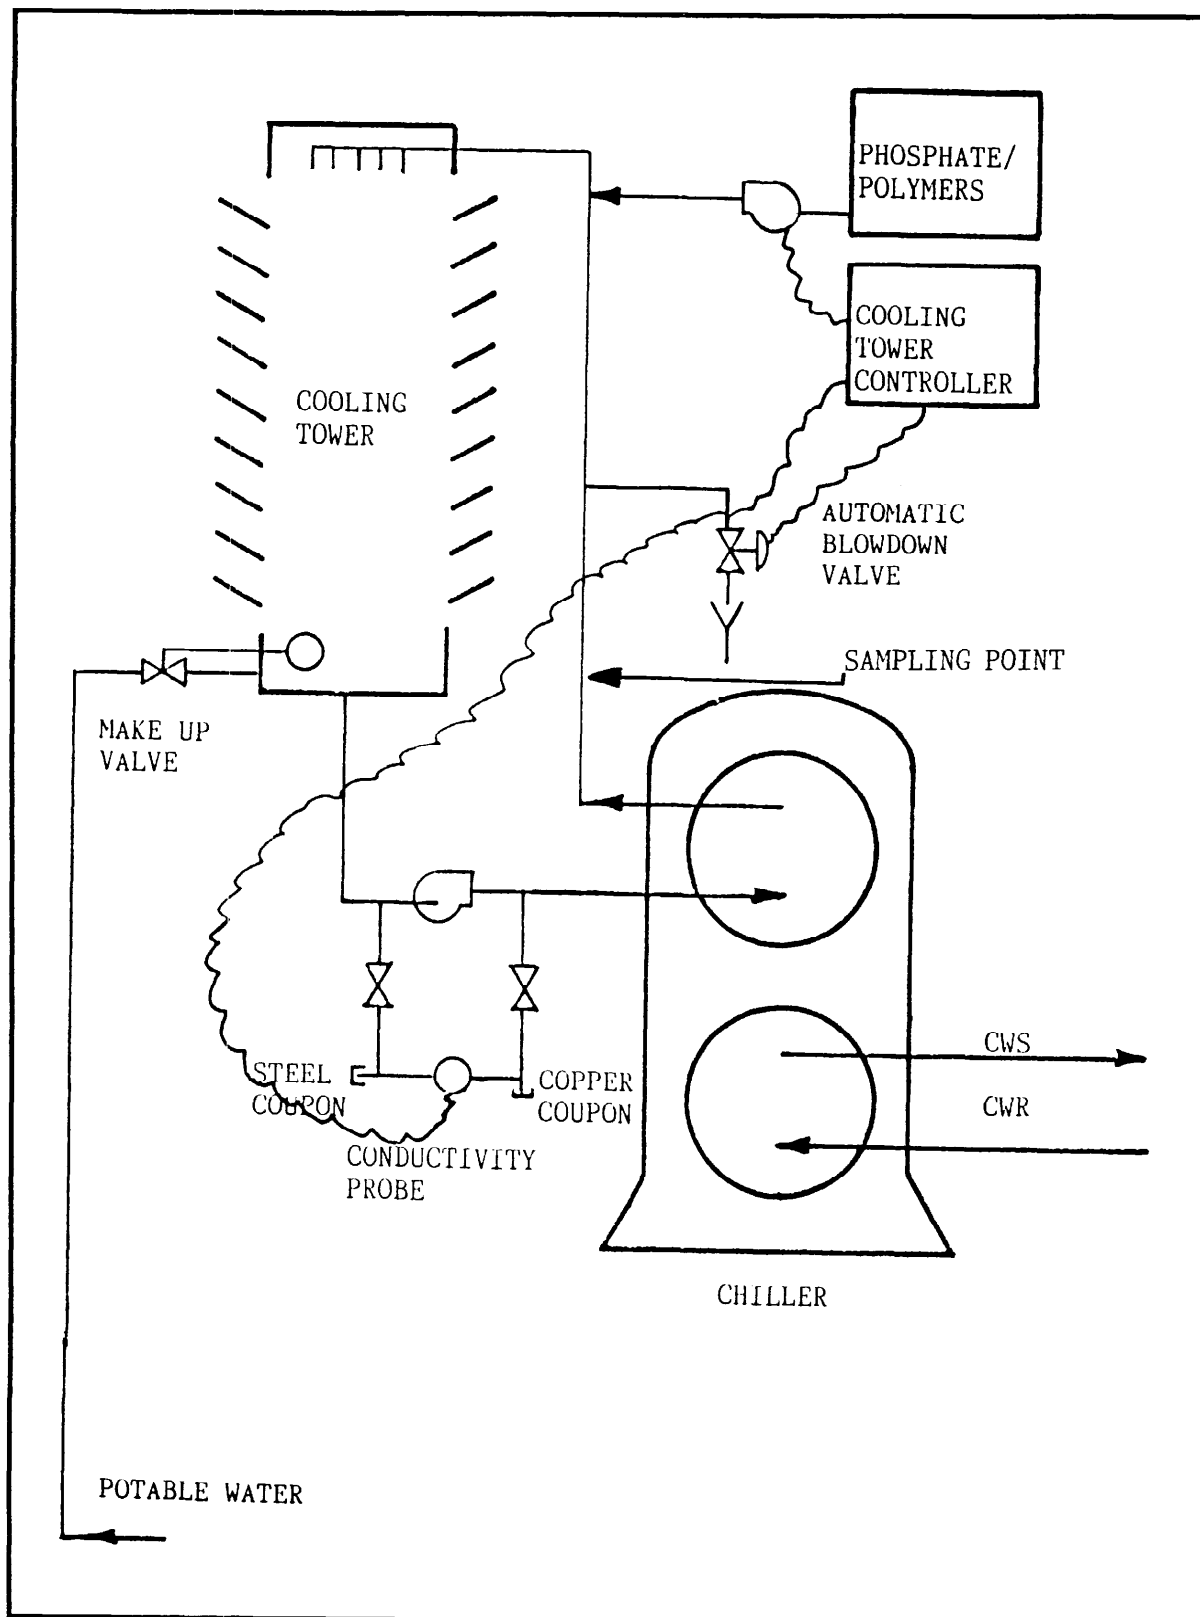 PHOSPHATE/
POLYMERS
COOLING
TOWER
CONTROLLER
COOLING
TOWER
AUTOMATIC
BLOWDOWN
VALVE
SAMPLING POINT
MAKE UP
VALVE
CWS
STEEL
COUPON
COPPER
COUPON
CWR
CONDUCTIVITY
PROBE
CHILLER
POTABLE WATER